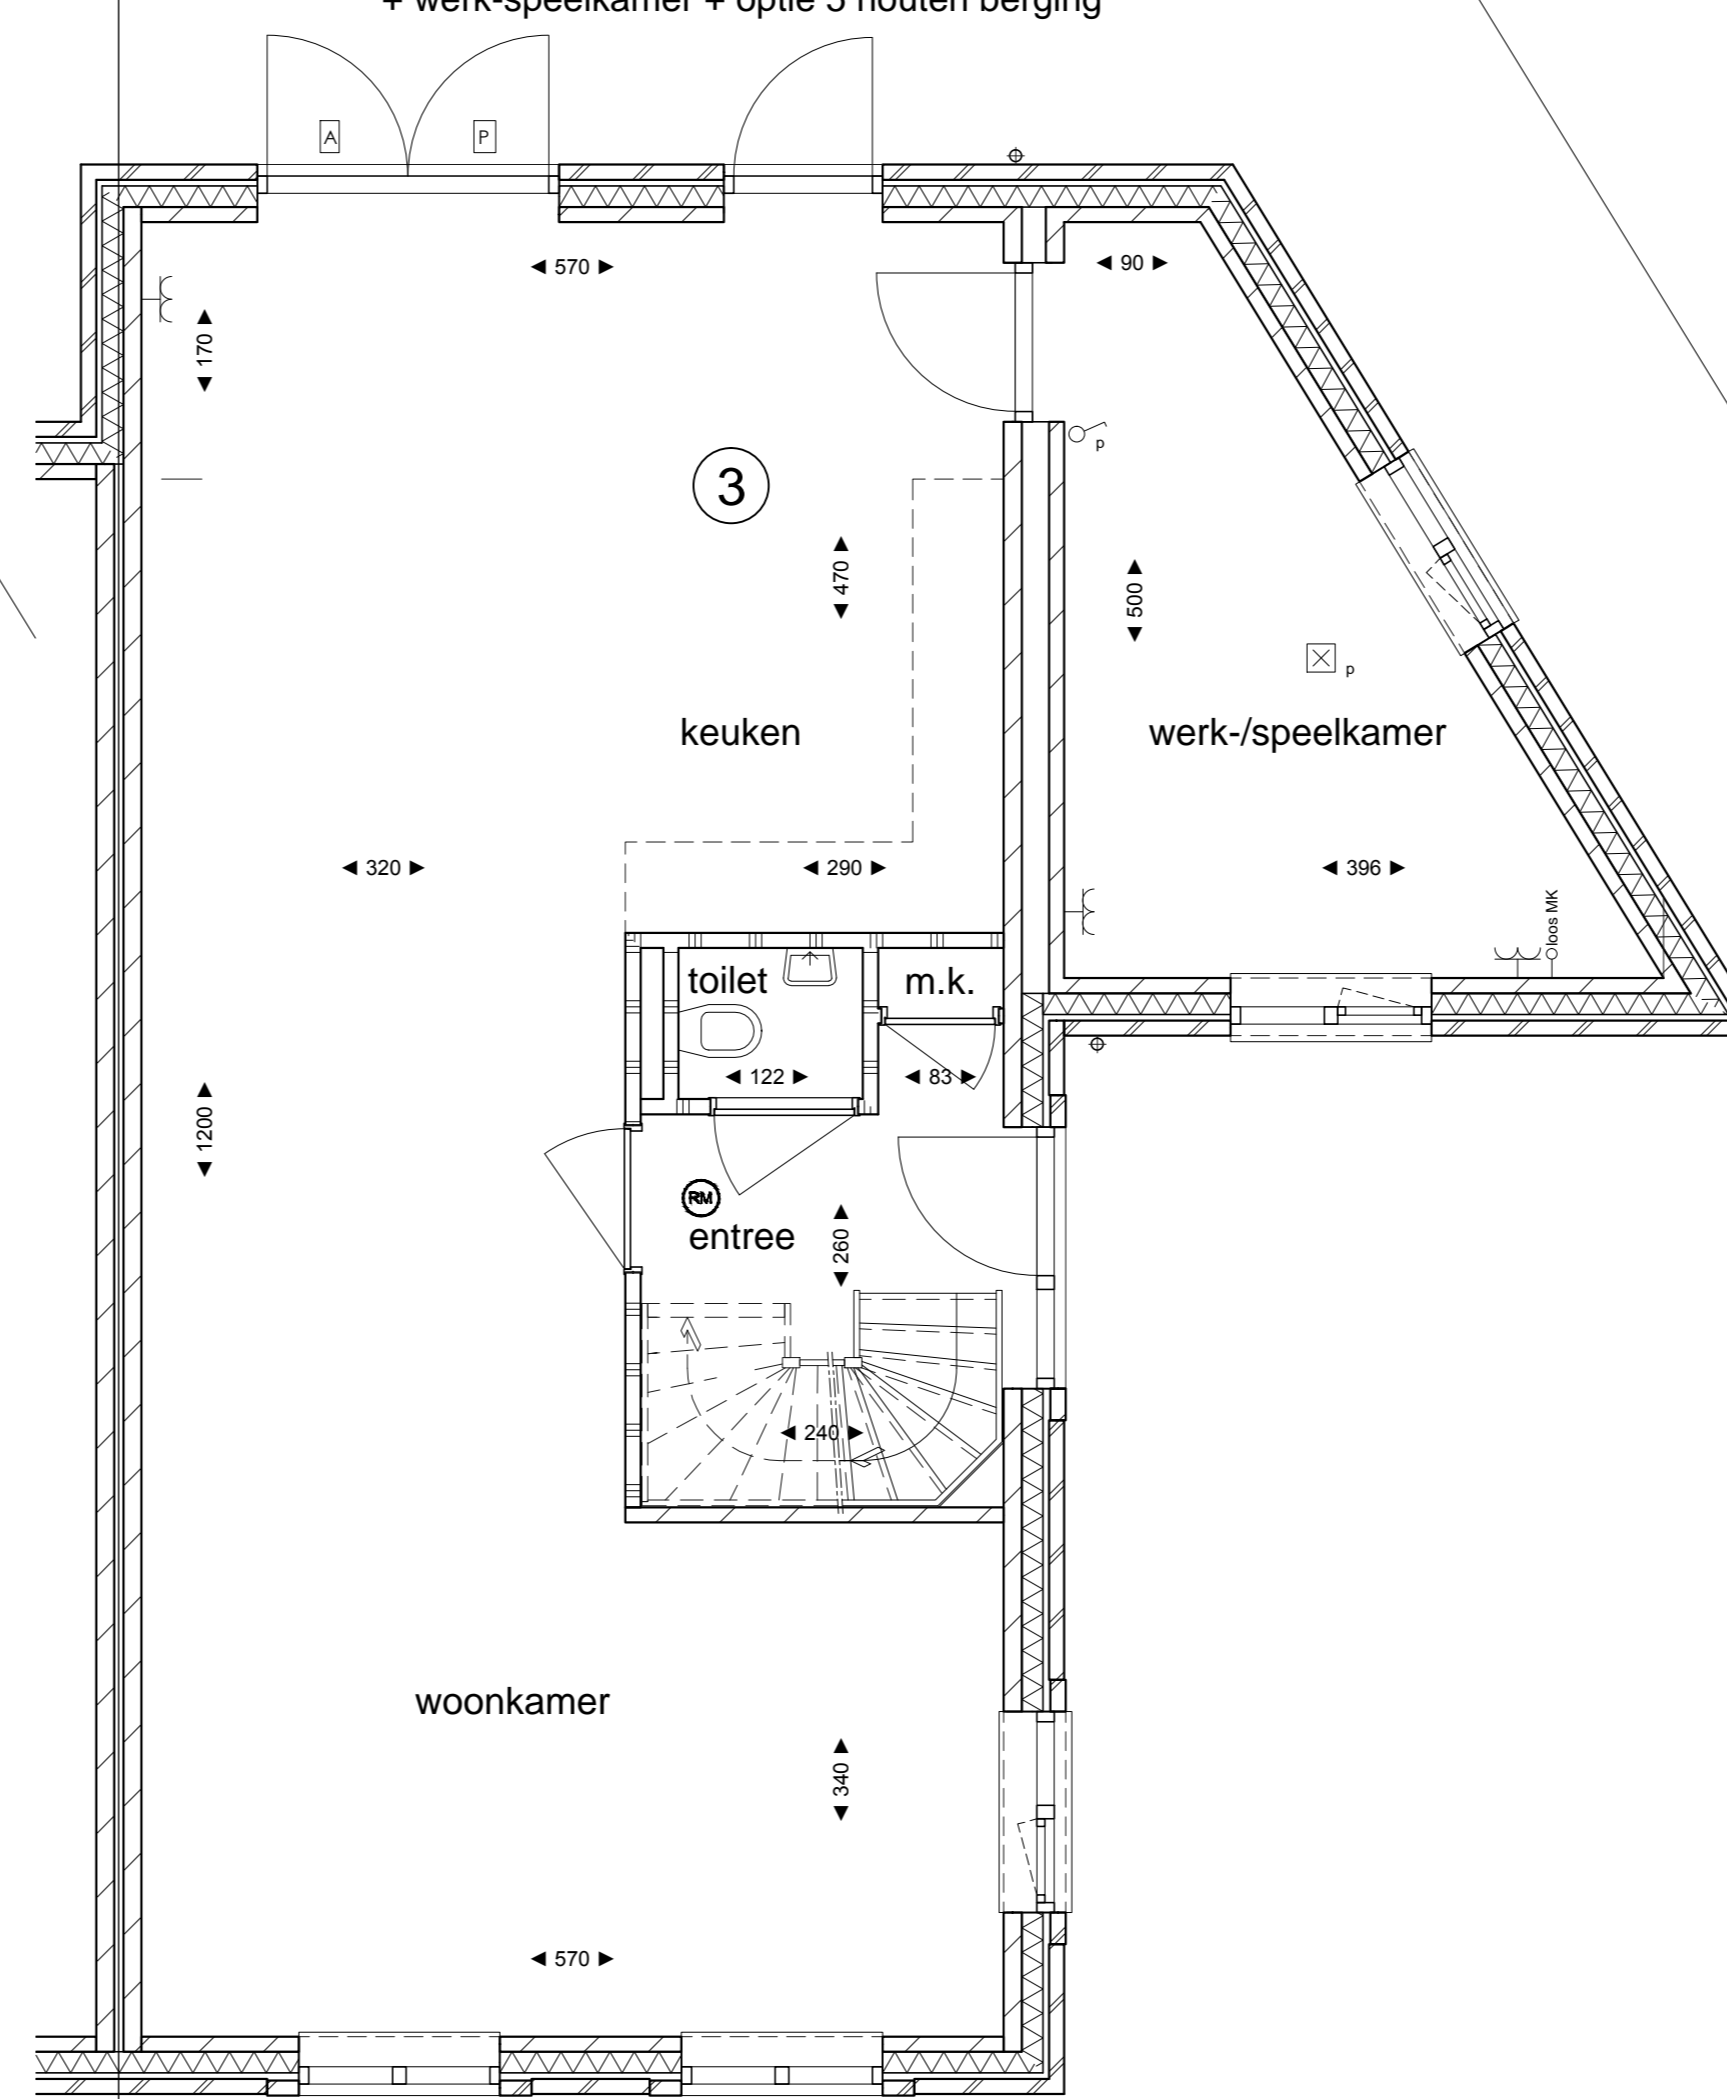 + werk-speelkamer + optie 3 houten berging
A
P
◄ 570 ►
◄ 90 ►
◄ 170 ►
p
3
◄ 470 ►
◄ 500 ►
p
keuken
werk-/speelkamer
◄ 320 ►
◄ 290 ►
◄ 396 ►
loos MK
toilet
m.k.
◄ 122 ►
◄ 83 ►
◄ 1200 ►
RM
entree
◄ 260 ►
◄ 240 ►
woonkamer
◄ 340 ►
◄ 570 ►